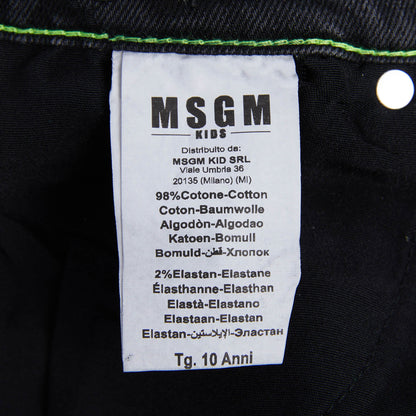 MSGM
KIDS
Distribuito da:
MSGM KID SRL
Viale Umbria 36
20135 (Milano) (MI)
98%Cotone-Cotton
Coton-Baumwolle
Algodòn-Algodao
Katoen-Bomull
Bomuld-قطن-Хлопок
2%Elastan-Elastane
Élasthanne-Elasthan
Elastà-Elastano
Elastaan-Elastan
Elastan-الإيلاستين-Эластан
Tg. 10 Anni